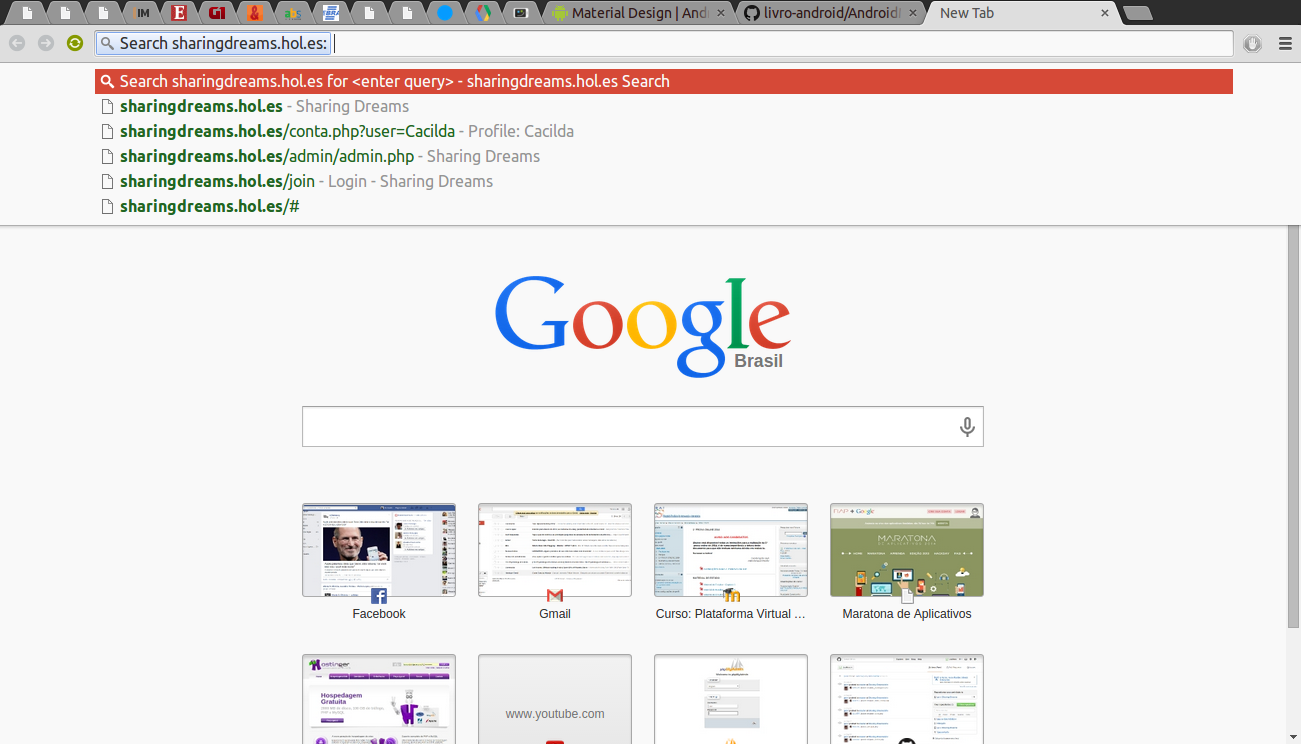 IM
E
G1
&
Material Design | And
livro-android/Android
New Tab
Search sharingdreams.hol.es:
Search sharingdreams.hol.es for <enter query> - sharingdreams.hol.es Search
sharingdreams.hol.es - Sharing Dreams
sharingdreams.hol.es/conta.php?user=Cacilda - Profile: Cacilda
sharingdreams.hol.es/admin/admin.php - Sharing Dreams
sharingdreams.hol.es/join - Login - Sharing Dreams
sharingdreams.hol.es/#
Google
Brasil
MARATONA
Facebook
Gmail
Curso: Plataforma Virtual ...
Maratona de Aplicativos
Hospedagem
Gratuita
www.youtube.com